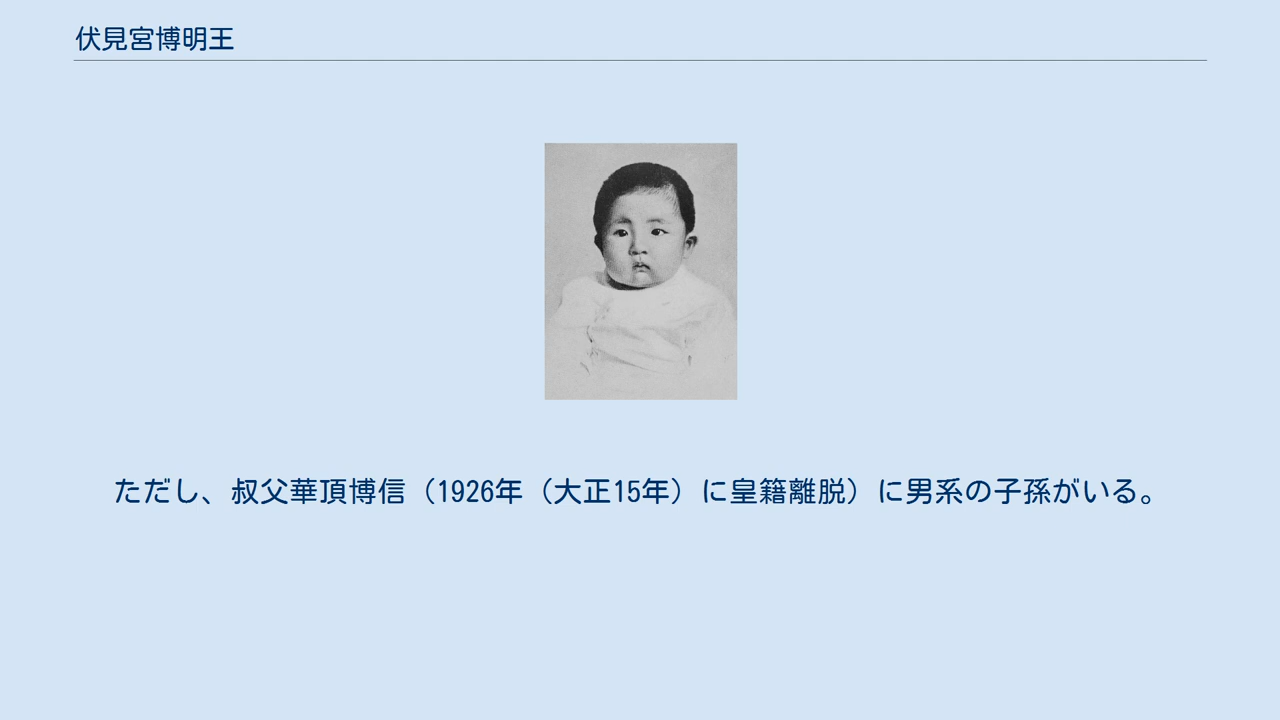 伏見宮博明王
ただし、叔父華頂博信（1926年（大正15年）に皇籍離脱）に男系の子孫がいる。